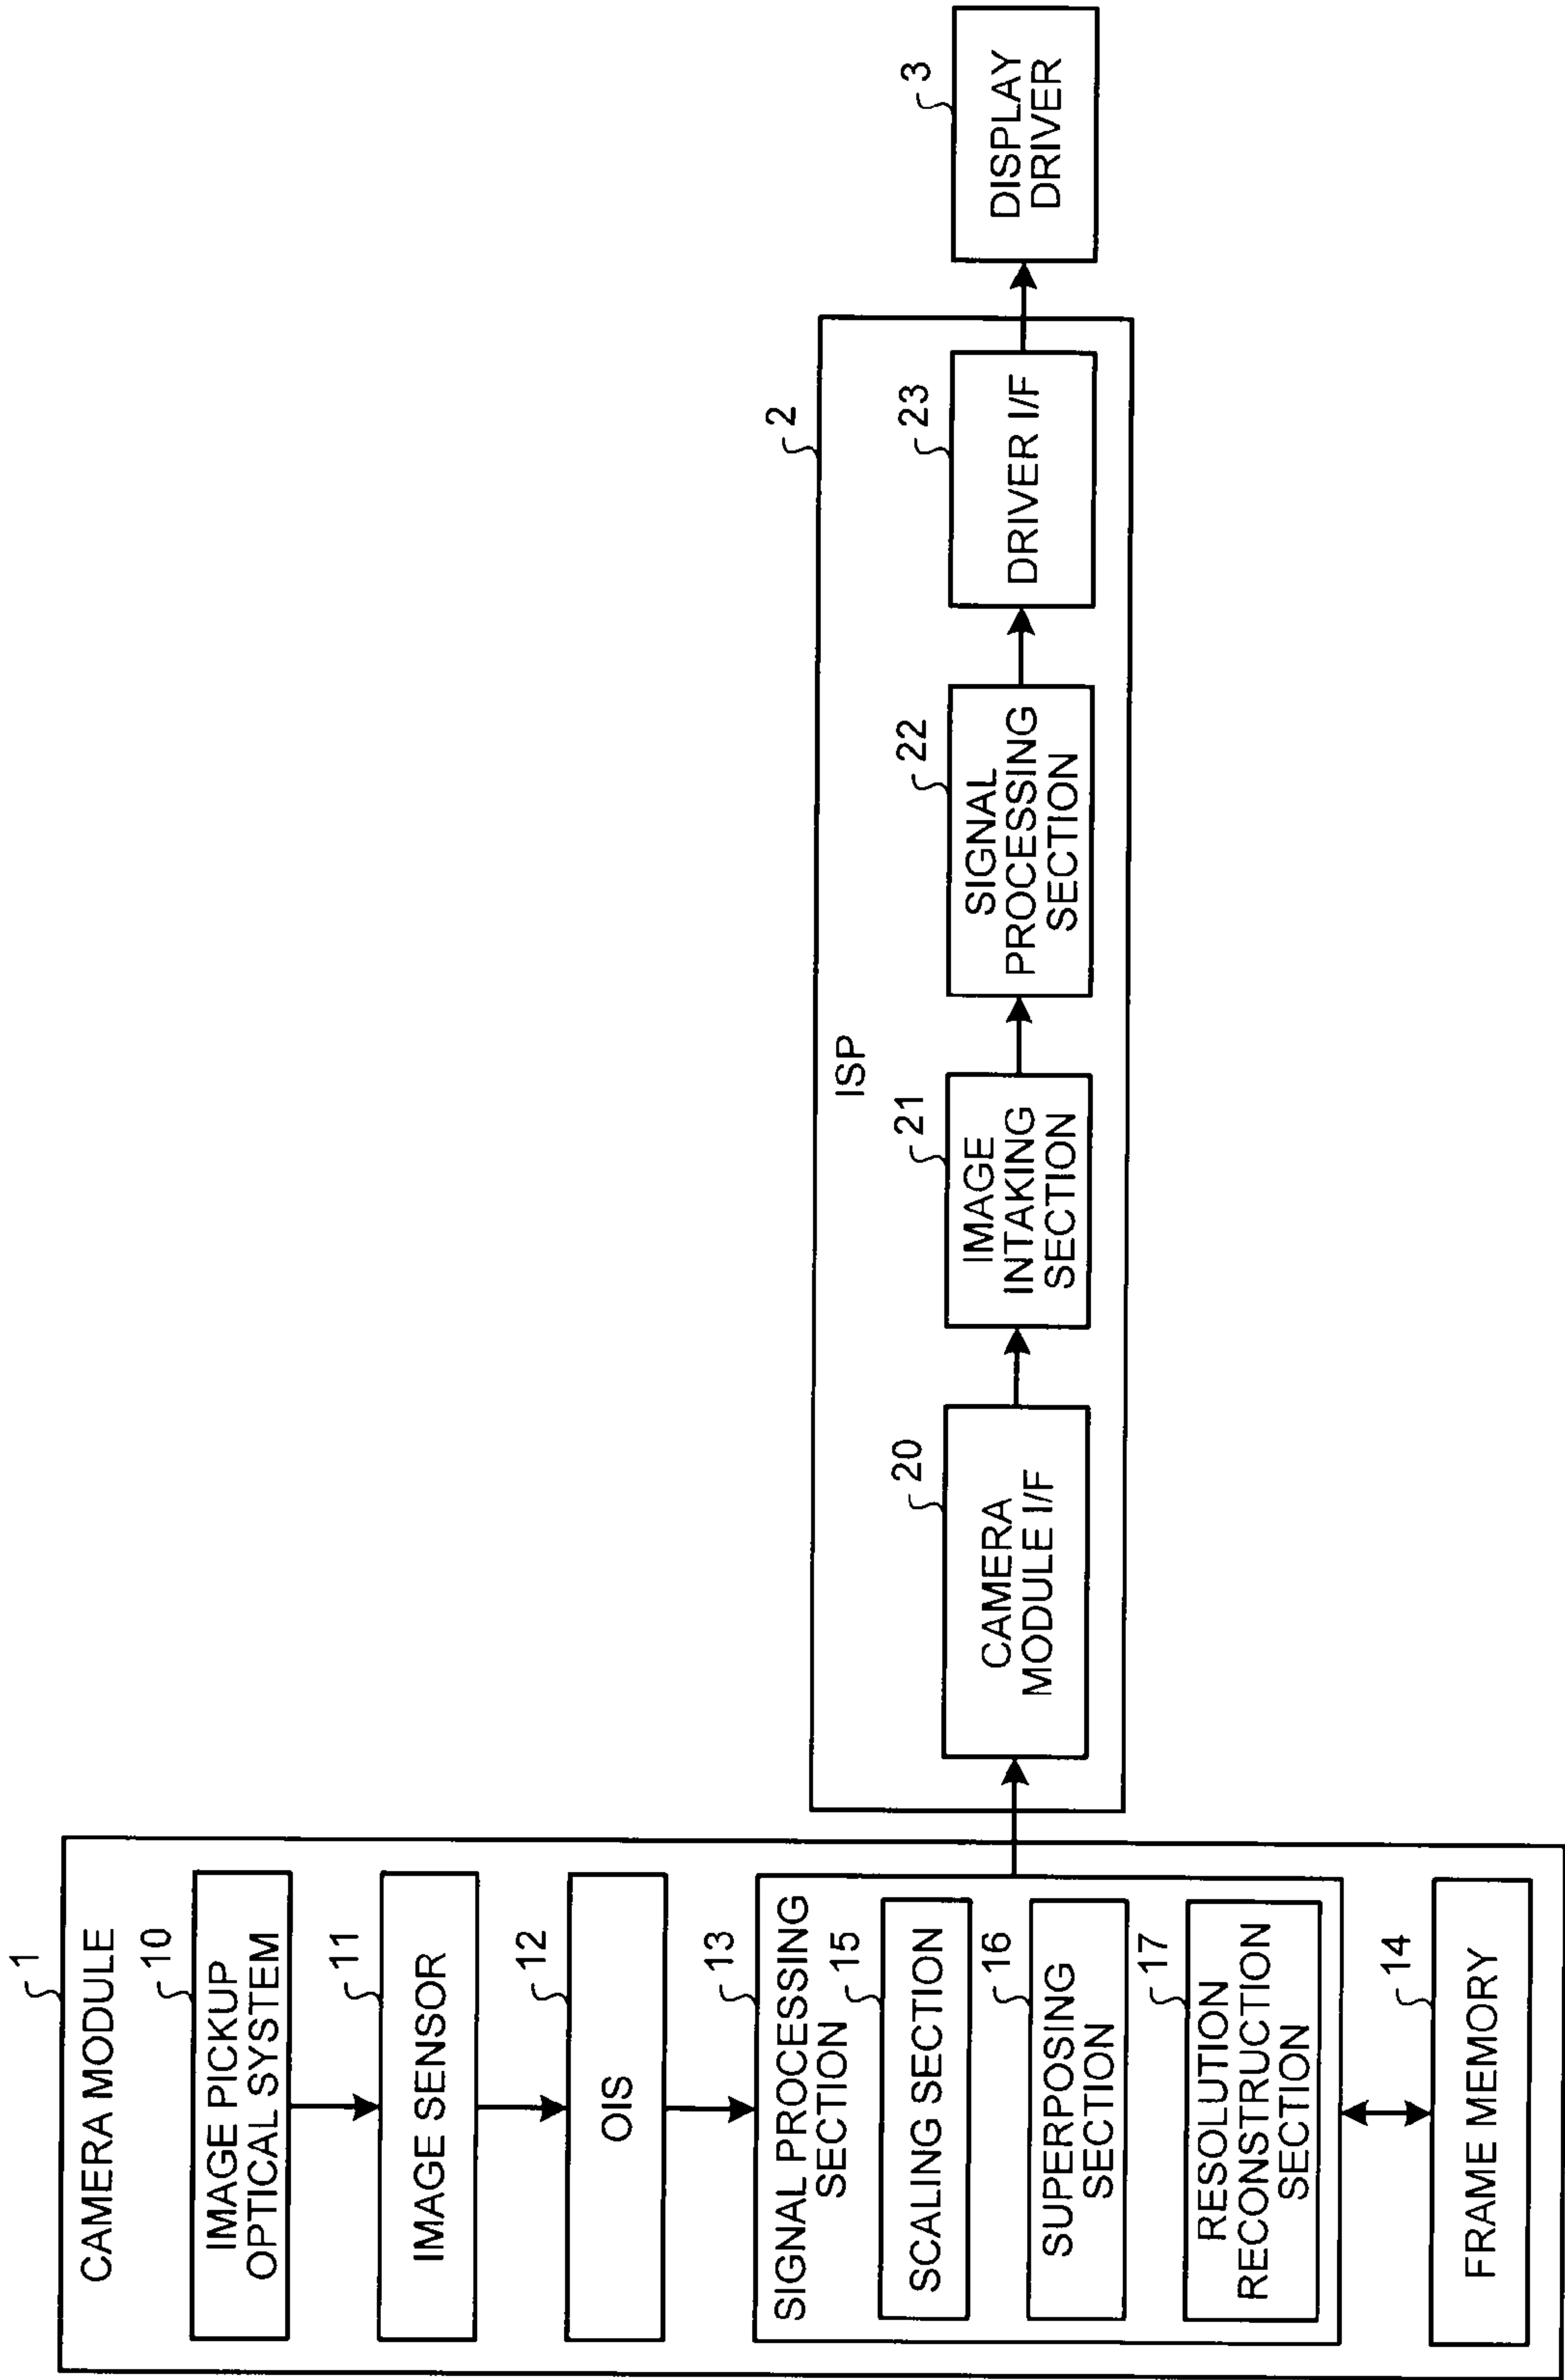 1
CAMERA MODULE
10
IMAGE PICKUP
OPTICAL SYSTEM
11
IMAGE SENSOR
12
OIS
13
SIGNAL PROCESSING
SECTION
15
SCALING SECTION
16
SUPERPOSING
SECTION
17
RESOLUTION
RECONSTRUCTION
SECTION
14
FRAME MEMORY
2
ISP
20
CAMERA
MODULE I/F
21
IMAGE
INTAKING
SECTION
22
SIGNAL
PROCESSING
SECTION
23
DRIVER I/F
3
DISPLAY
DRIVER